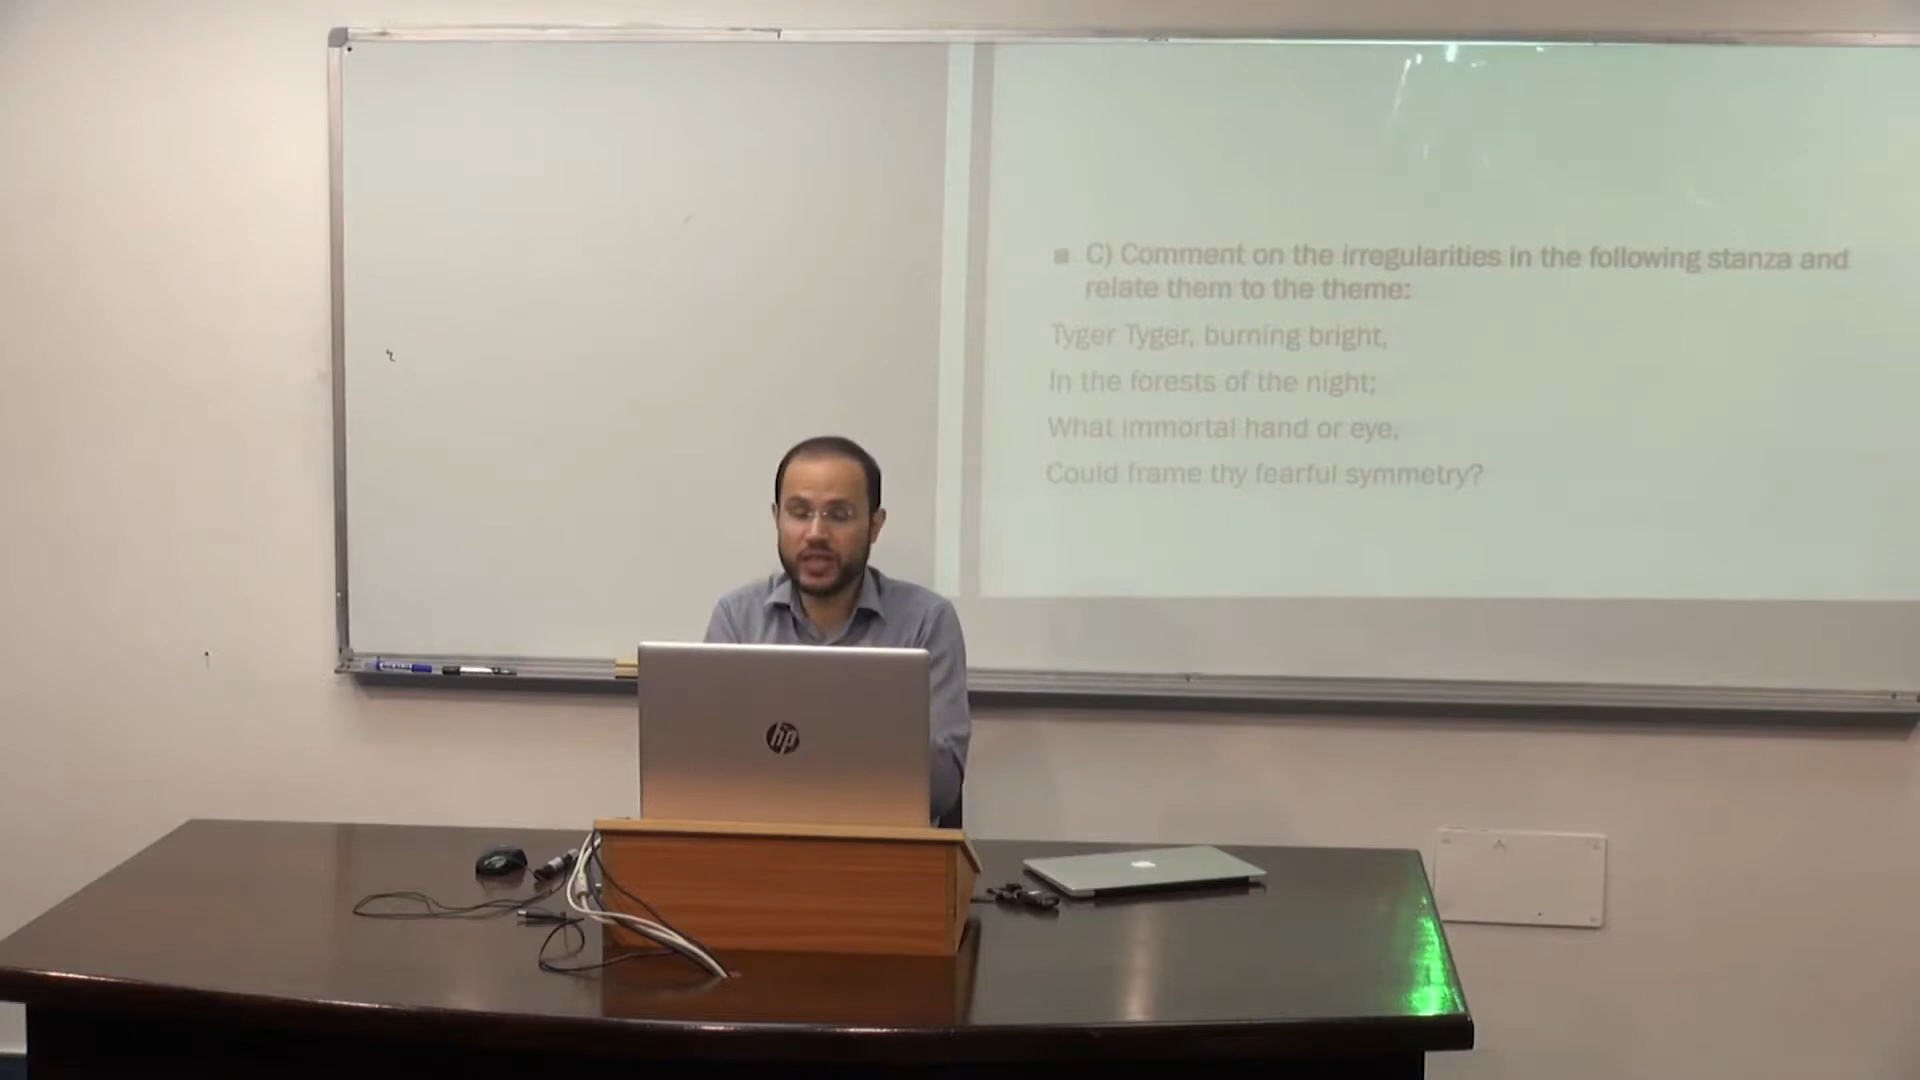 C) Comment on the irregularities in the following stanza and
relate them to the theme:
Tyger Tyger, burning bright,
In the forests of the night;
What immortal hand or eye,
Could frame thy fearful symmetry?
hp